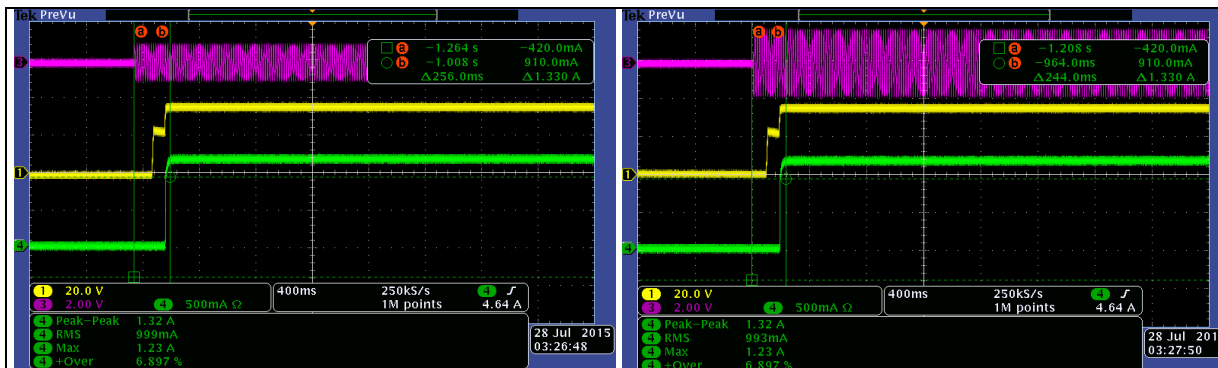 Tek PreVu
a b
a -1.264 s -420.0mA
b -1.008 s 910.0mA
Δ256.0ms Δ1.330 A
3
1
4
1 20.0 V
3 2.00 V 4 500mA Ω
400ms 250kS/s 4
1M points 4.64 A
4 Peak-Peak 1.32 A
4 RMS 999mA
4 Max 1.23 A
4 +Over 6.897 %
28 Jul 2015
03:26:48
Tek PreVu
a b
a -1.208 s -420.0mA
b -964.0ms 910.0mA
Δ244.0ms Δ1.330 A
3
1
4
1 20.0 V
3 2.00 V 4 500mA Ω
400ms 250kS/s 4
1M points 4.64 A
4 Peak-Peak 1.32 A
4 RMS 993mA
4 Max 1.23 A
4 +Over 6.897 %
28 Jul 201
03:27:50